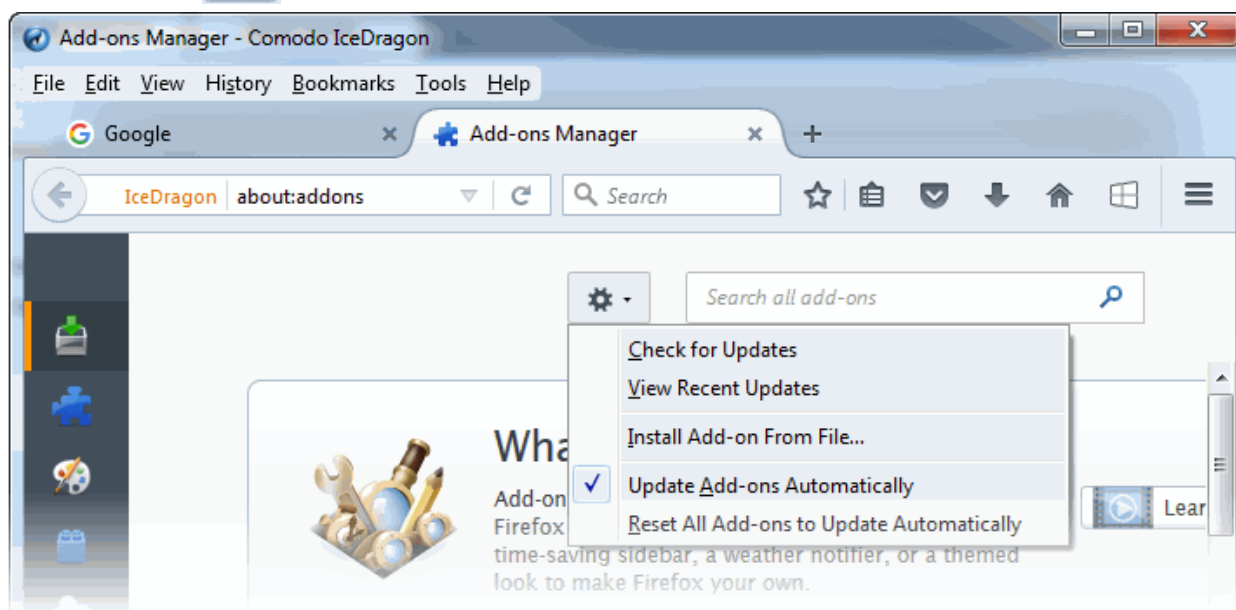 Add-ons Manager - Comodo IceDragon
File Edit View History Bookmarks Tools Help
Google Add-ons Manager
IceDragon about:addons Search
Search all add-ons
Check for Updates
View Recent Updates
Install Add-on From File...
Update Add-ons Automatically
Reset All Add-ons to Update Automatically
Wha
Add-on
Firefox
time-saving sidebar, a weather notifier, or a themed
look to make Firefox your own.
Lear